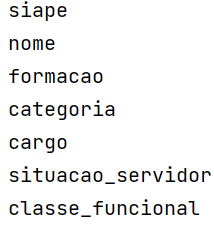 siape
nome
formacao
categoria
cargo
situacao_servidor
classe_funcional